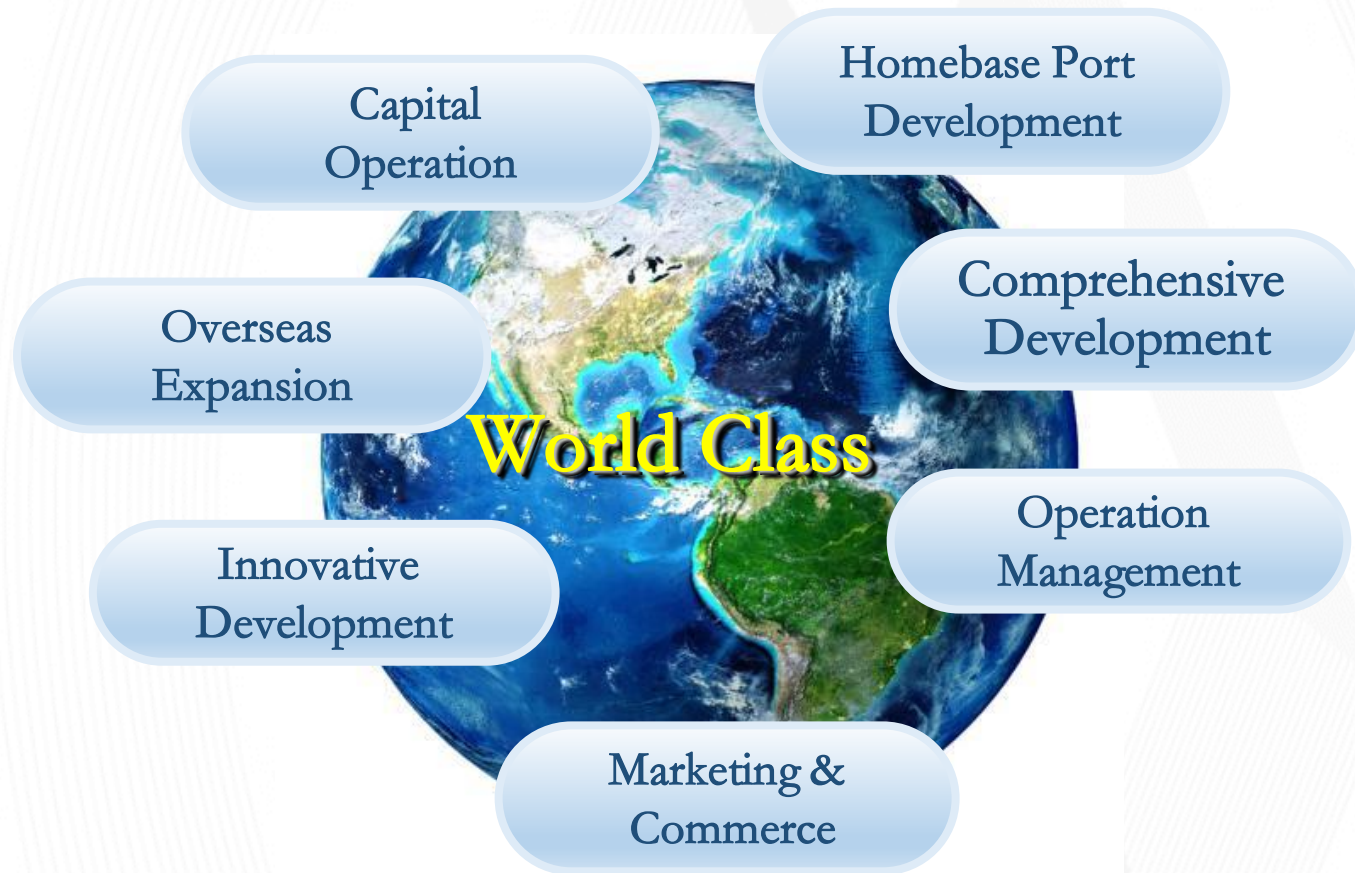 Homebase Port
Development
Capital
Operation
Comprehensive
Development
Overseas
Expansion
World Class
Operation
Management
Innovative
Development
Marketing &
Commerce